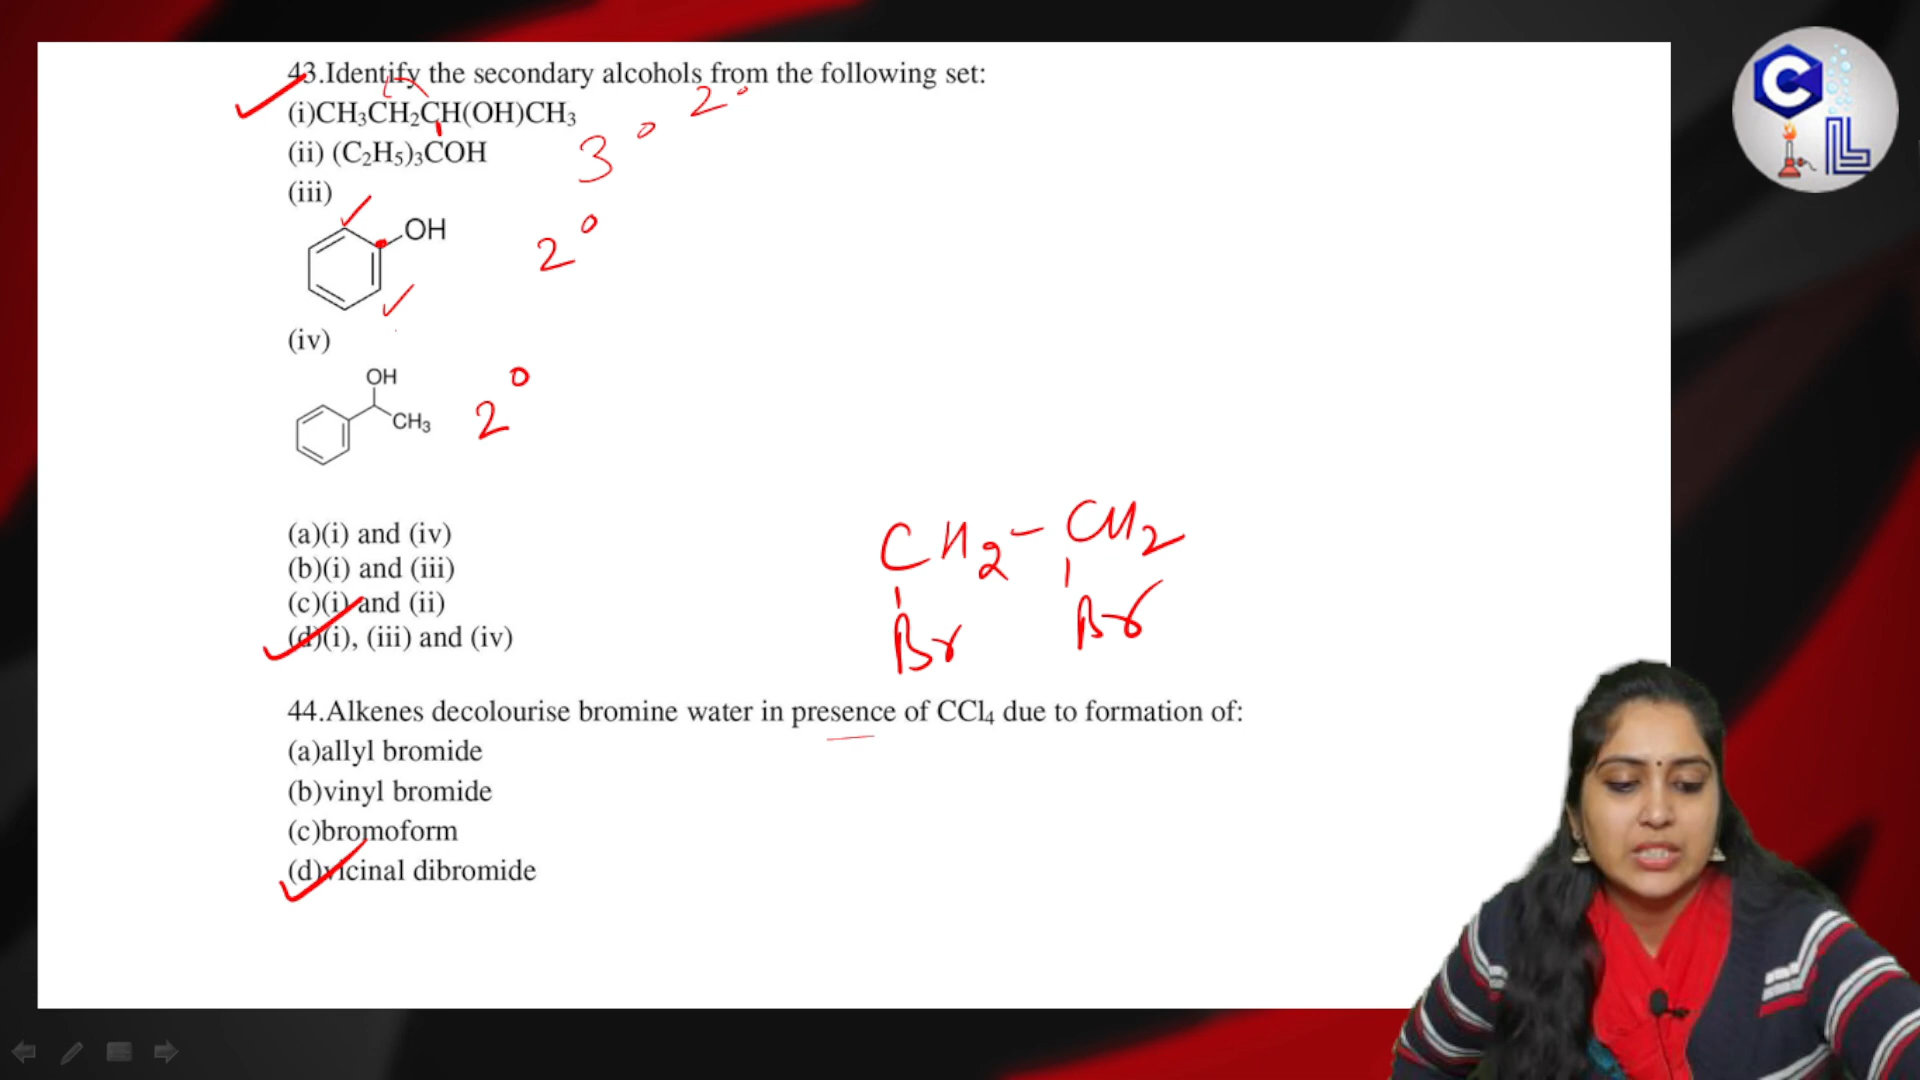 43.Identify the secondary alcohols from the following set:
(i)CH₃CH₂CH(OH)CH₃
2°
(ii) (C₂H₅)₃COH
3°
(iii)
OH
2°
(iv)
OH
CH₃
2°
(a)(i) and (iv)
(b)(i) and (iii)
(c)(i) and (ii)
(d)(i), (iii) and (iv)
CH₂-CH₂
Br Br
44.Alkenes decolourise bromine water in presence of CCl₄ due to formation of:
(a)allyl bromide
(b)vinyl bromide
(c)bromoform
(d)vicinal dibromide
C
L